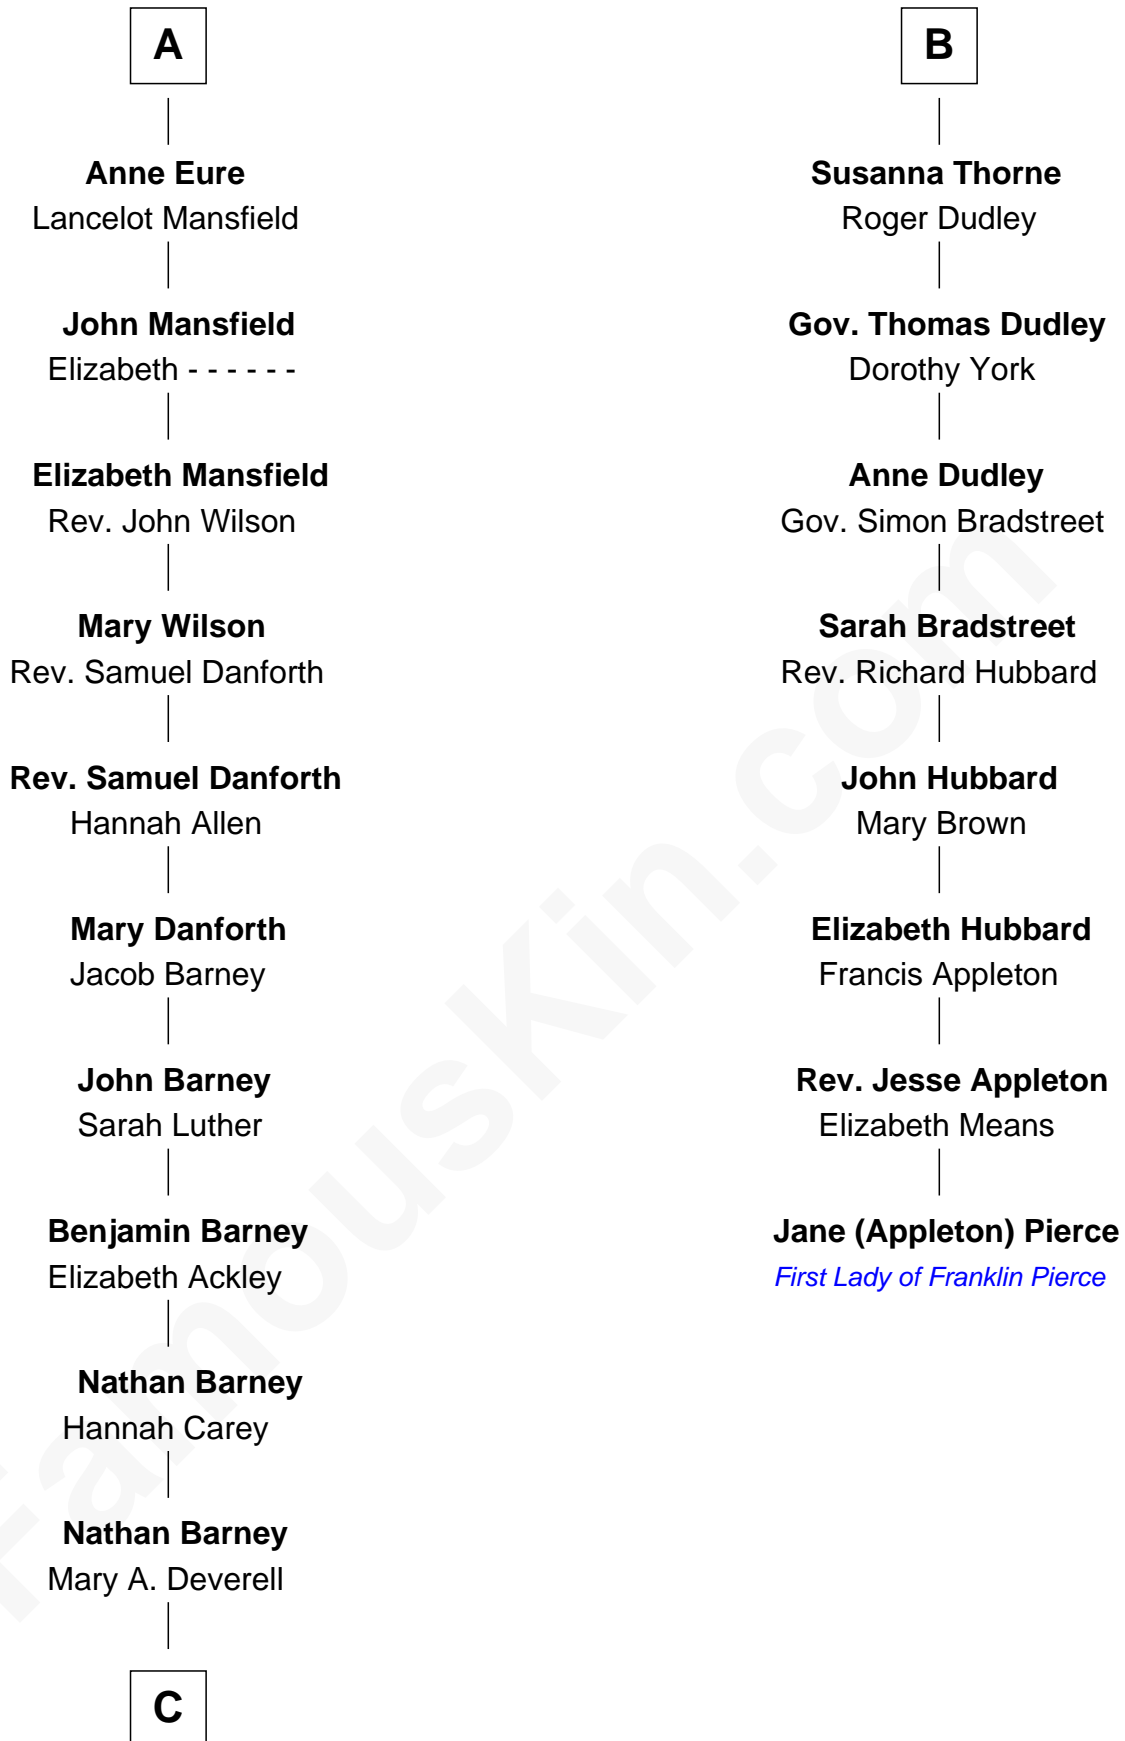 A
Anne Eure
Lancelot Mansfield
John Mansfield
Elizabeth - - - - - -
Elizabeth Mansfield
Rev. John Wilson
Mary Wilson
Rev. Samuel Danforth
Rev. Samuel Danforth
Hannah Allen
Mary Danforth
Jacob Barney
John Barney
Sarah Luther
Benjamin Barney
Elizabeth Ackley
Nathan Barney
Hannah Carey
Nathan Barney
Mary A. Deverell
C
B
Susanna Thorne
Roger Dudley
Gov. Thomas Dudley
Dorothy York
Anne Dudley
Gov. Simon Bradstreet
Sarah Bradstreet
Rev. Richard Hubbard
John Hubbard
Mary Brown
Elizabeth Hubbard
Francis Appleton
Rev. Jesse Appleton
Elizabeth Means
Jane (Appleton) Pierce
First Lady of Franklin Pierce
FamousKin.com